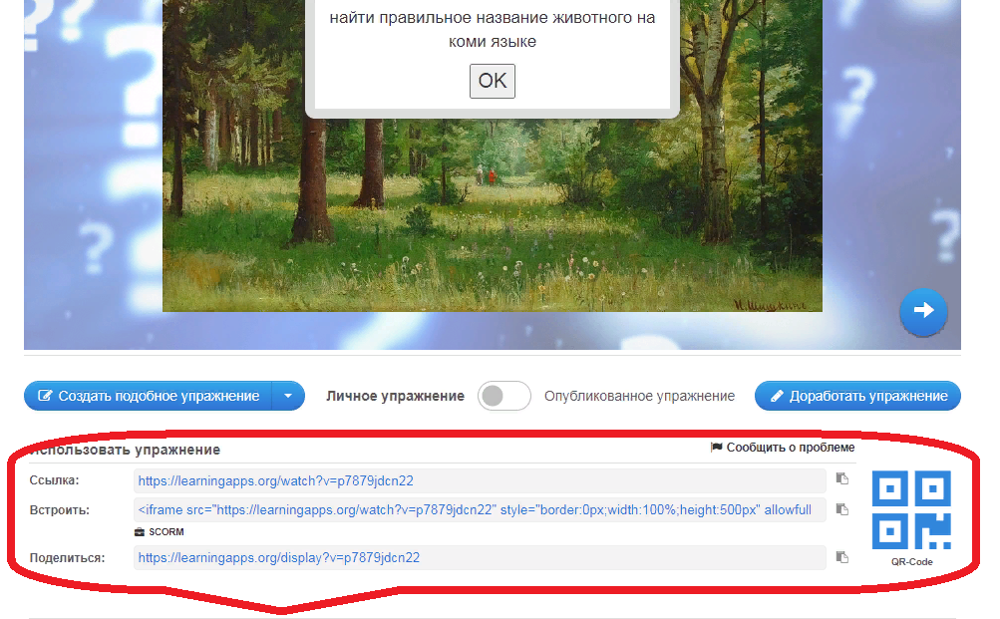 найти правильное название животного на
коми языке
OK
И. Шишкинъ
Создать подобное упражнение
Личное упражнение
Опубликованное упражнение
Доработать упражнение
Использовать упражнение
Сообщить о проблеме
Ссылка:
https://learningapps.org/watch?v=p7879jdcn22
Встроить:
<iframe src="https://learningapps.org/watch?v=p7879jdcn22" style="border:0px;width:100%;height:500px" allowfull
SCORM
Поделиться:
https://learningapps.org/display?v=p7879jdcn22
QR-Code